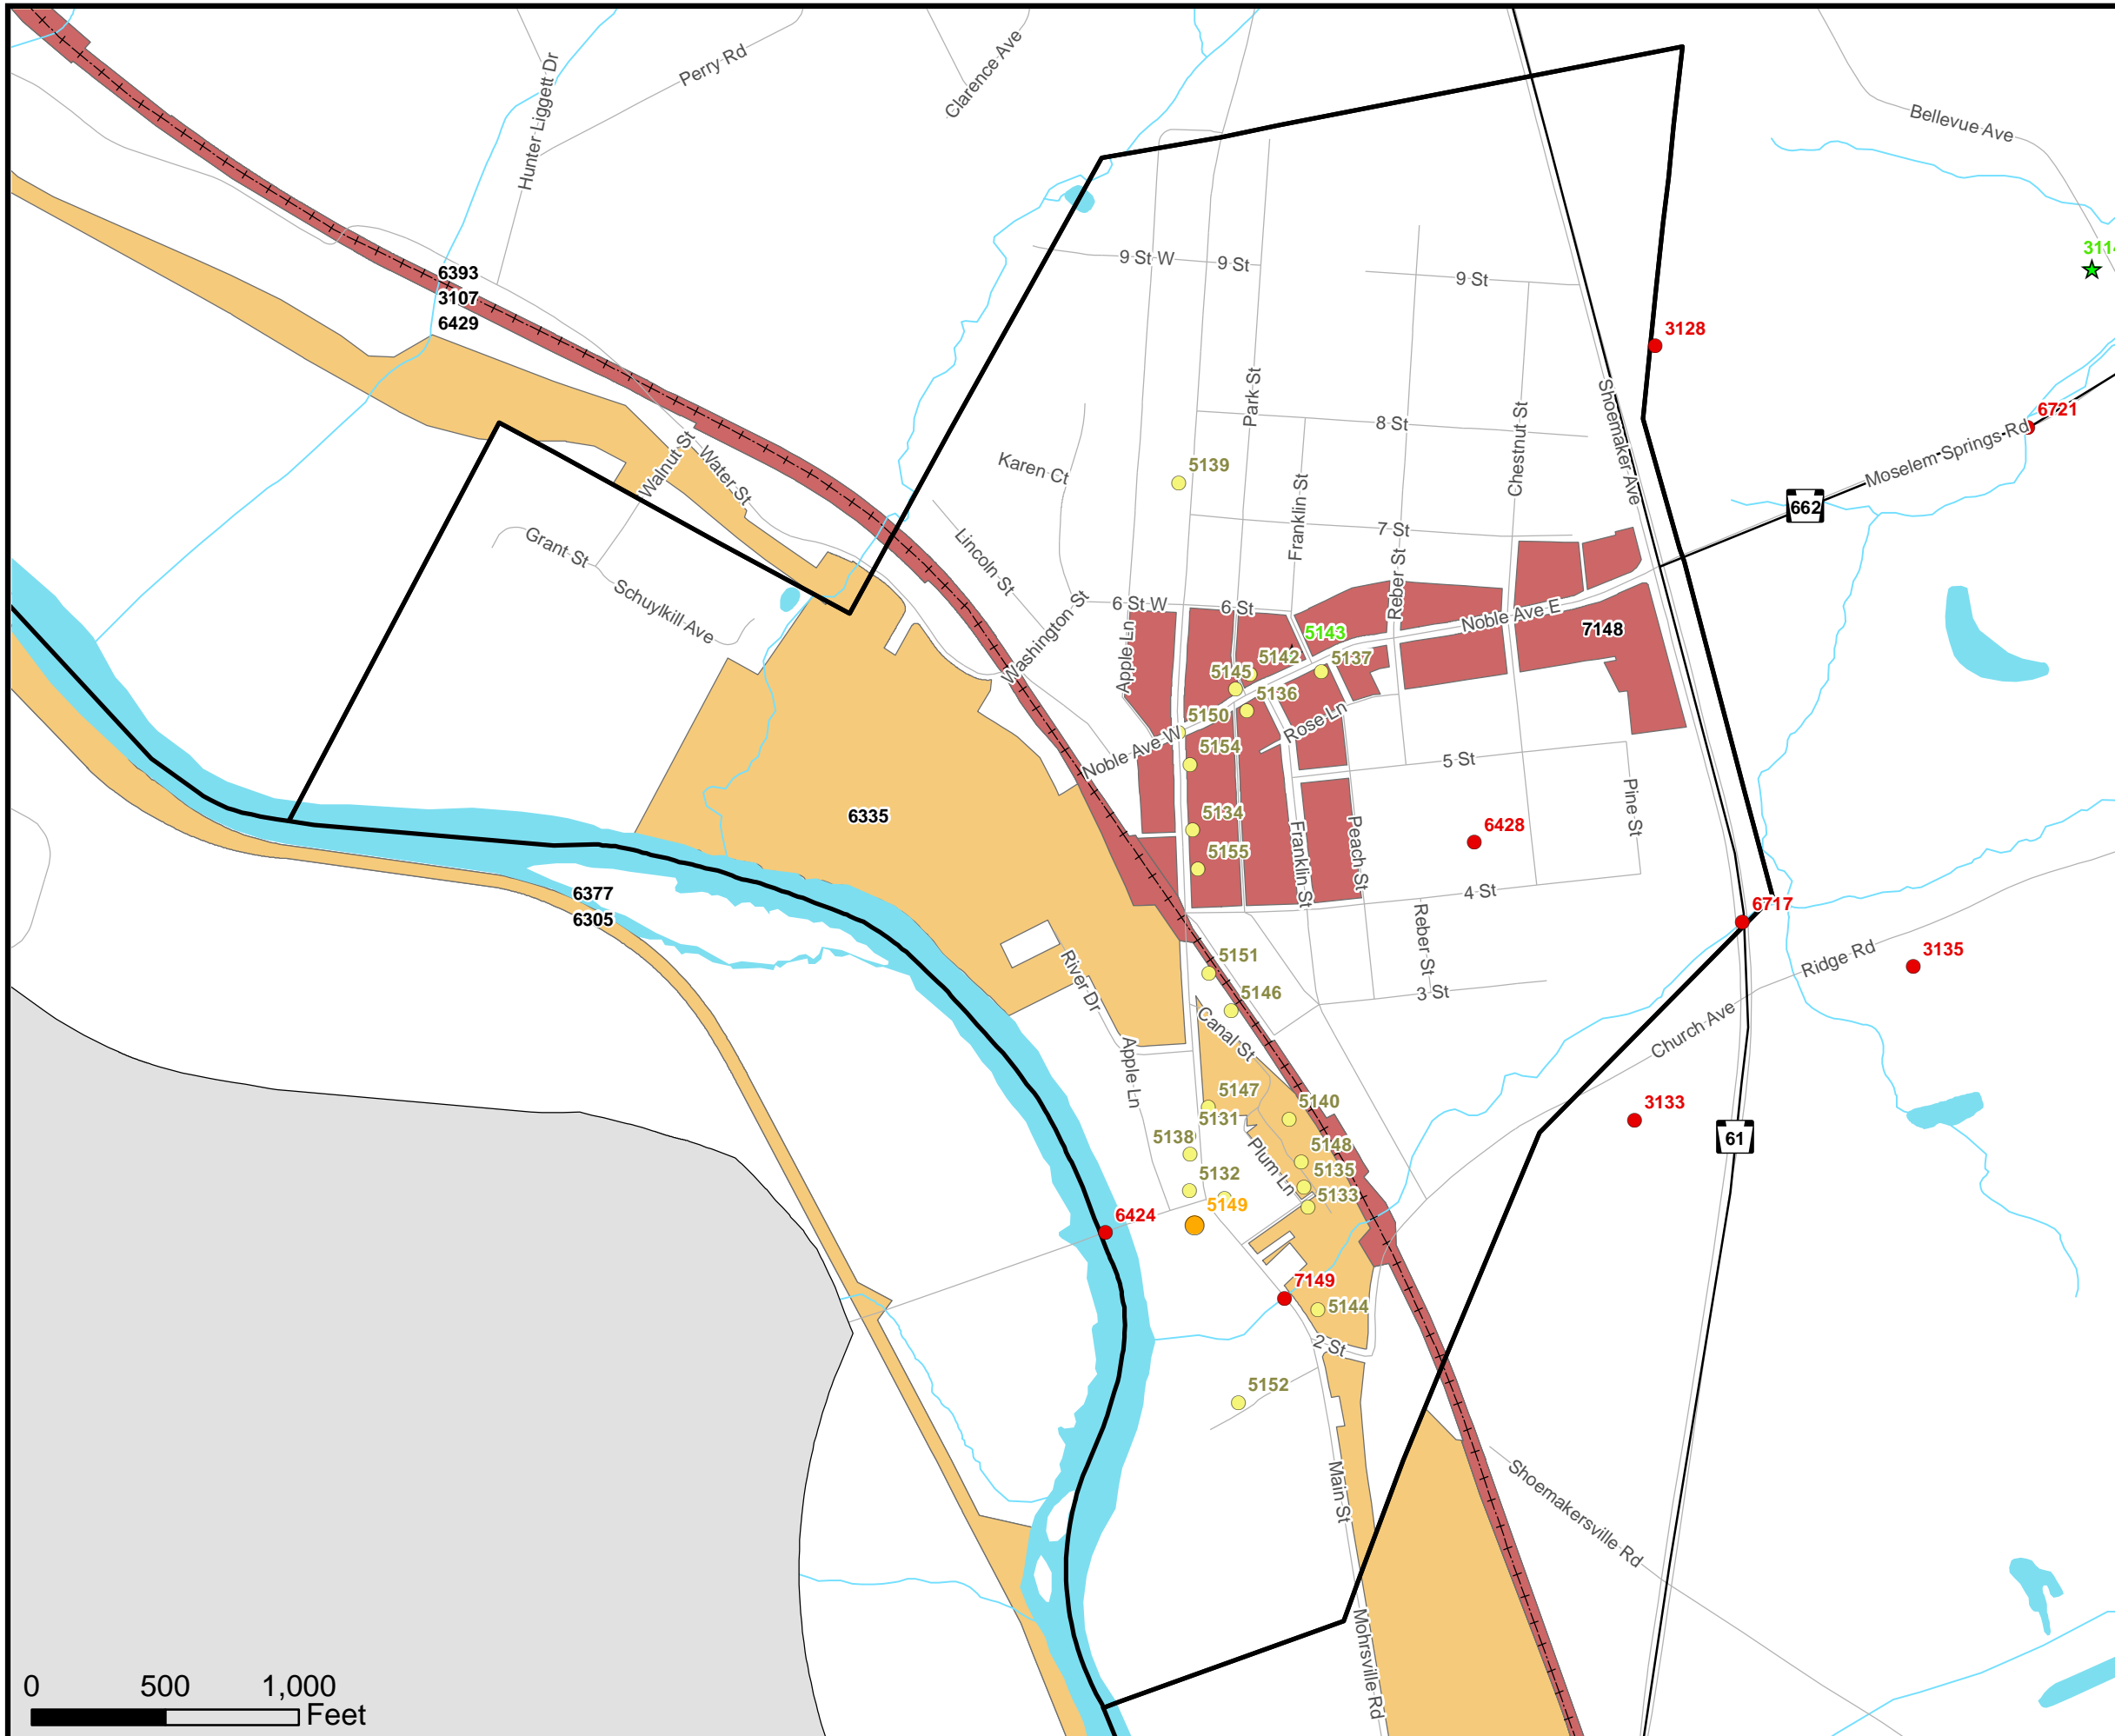 Hunter Liggett Dr
Perry Rd
Clarence Ave
Bellevue Ave
9 St W
9 St
9 St
6393
3107
6429
3128
Park St
8 St
Chestnut St
Shoemaker Ave
6721
Moselem Springs Rd
662
Karen Ct
5139
Walnut St
Water St
Franklin St
7 St
Reber St
Lincoln St
Grant St
Schuylkill Ave
Washington St
6 St W
6 St
Apple Ln
Noble Ave E
7148
5143
5142
5137
5145
5136
5150
Rose Ln
Noble Ave W
5154
5 St
Pine St
6335
5134
5155
Franklin St
Peach St
6428
4 St
6377
6305
6717
Reber St
3135
Ridge Rd
5151
River Dr
5146
3 St
Canal St
Church Ave
Apple Ln
5147
5131
5140
3133
61
5138
5148
Plum Ln
5132
5135
5133
5149
6424
7149
5144
2 St
5152
Main St
Shoemakersville Rd
Mohrsville Rd
0 500 1,000
Feet